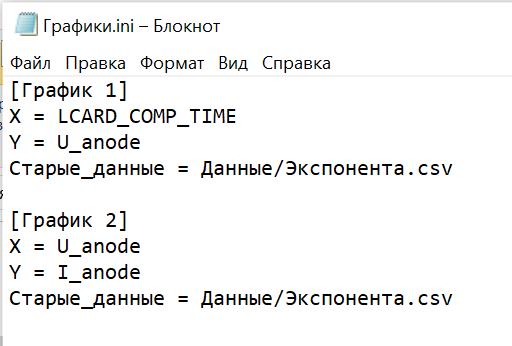 Графики.ini – Блокнот
Файл Правка Формат Вид Справка
[График 1]
X = LCARD_COMP_TIME
Y = U_anode
Старые_данные = Данные/Экспонента.csv
[График 2]
X = U_anode
Y = I_anode
Старые_данные = Данные/Экспонента.csv